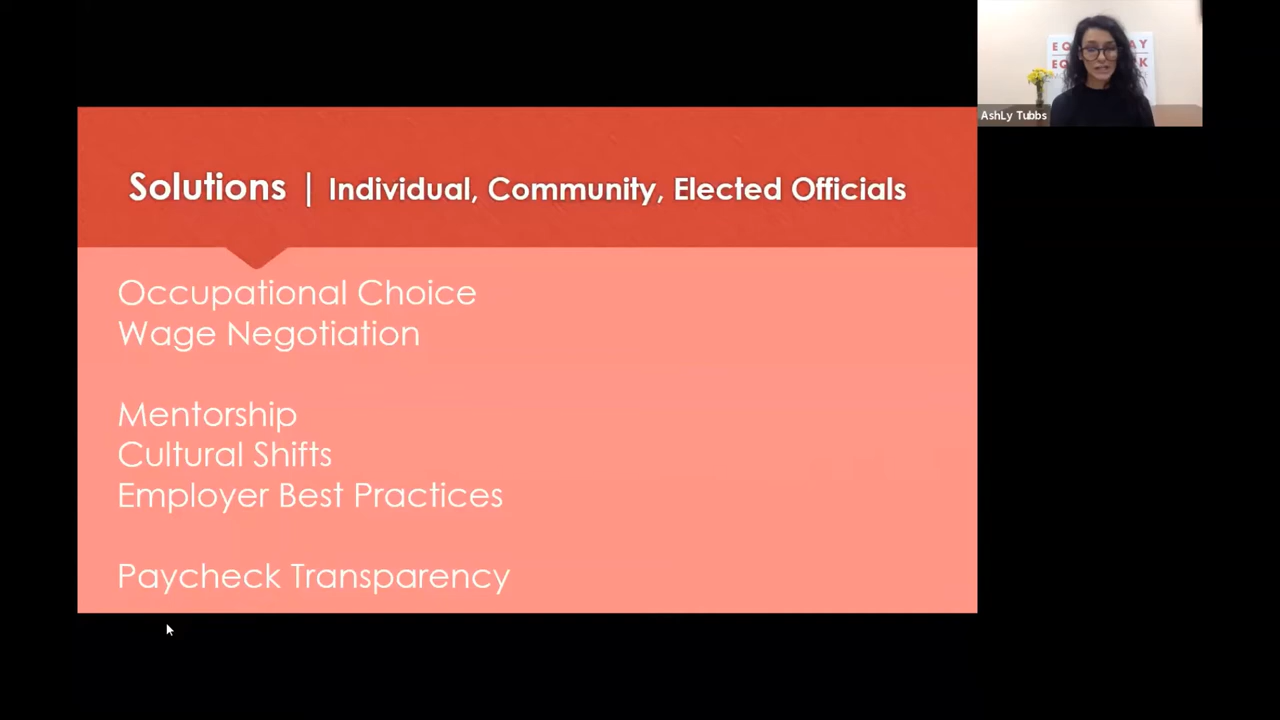 Solutions | Individual, Community, Elected Officials
Occupational Choice
Wage Negotiation
Mentorship
Cultural Shifts
Employer Best Practices
Paycheck Transparency
AshLy Tubbs